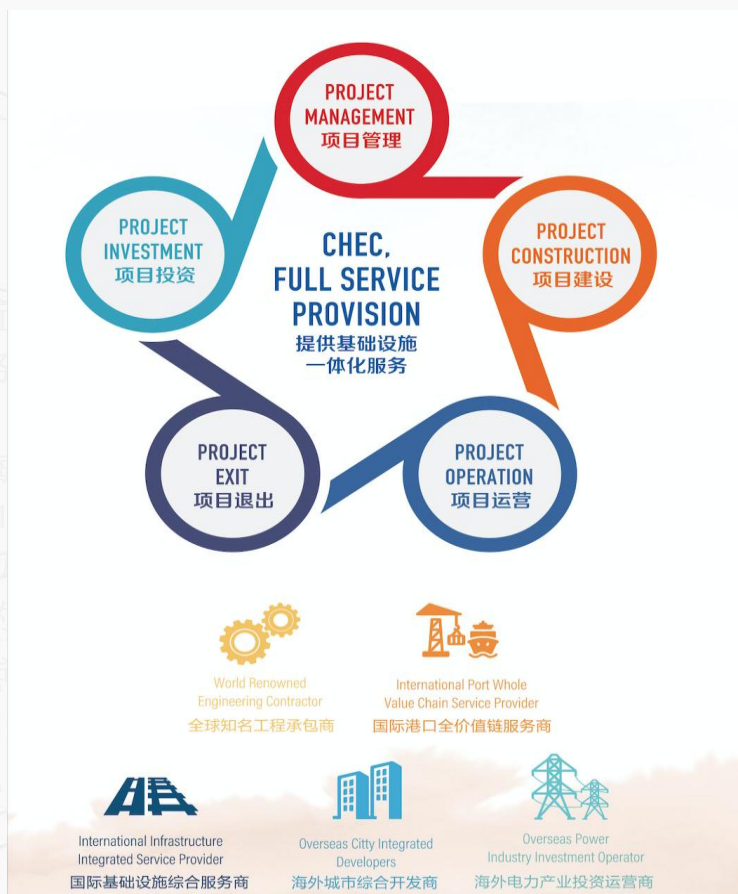 PROJECT
MANAGEMENT
项目管理
PROJECT
INVESTMENT
项目投资
PROJECT
CONSTRUCTION
项目建设
CHEC,
FULL SERVICE
PROVISION
提供基础设施
一体化服务
PROJECT
EXIT
项目退出
PROJECT
OPERATION
项目运营
World Renowned
Engineering Contractor
全球知名工程承包商
International Port Whole
Value Chain Service Provider
国际港口全价值链服务商
International Infrastructure
Integrated Service Provider
国际基础设施综合服务商
Overseas Citty Integrated
Developers
海外城市综合开发商
Overseas Power
Industry Investment Operator
海外电力产业投资运营商